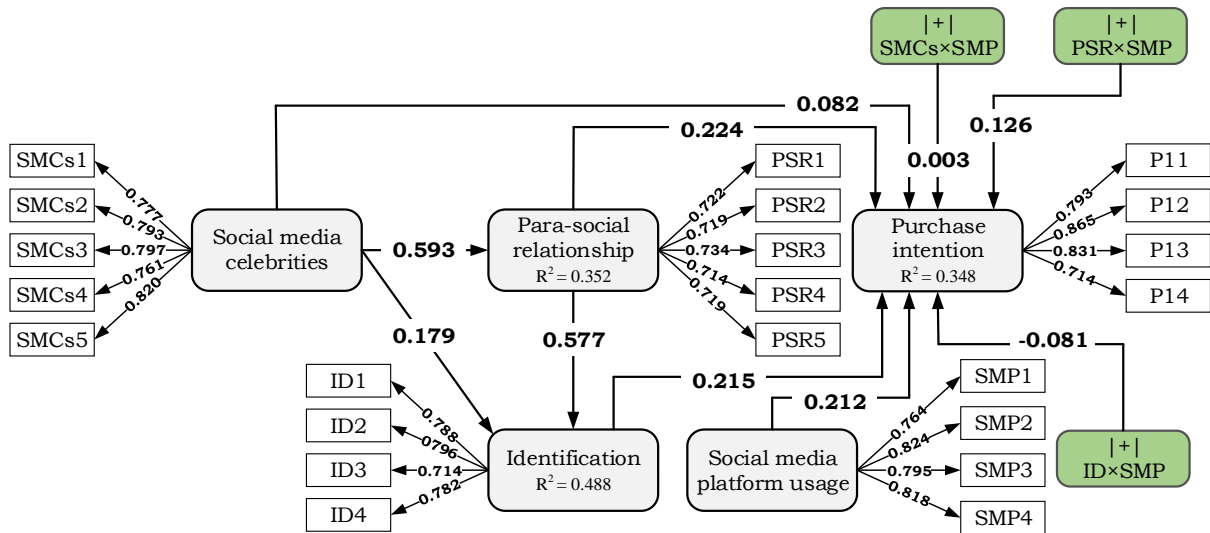 |+|
SMCs×SMP
|+|
PSR×SMP
0.082
0.224
0.126
0.003
SMCs1
SMCs2
SMCs3
SMCs4
SMCs5
0.777
0.793
0.797
0.761
0.820
Social media
celebrities
0.593
Para-social
relationship
R² = 0.352
0.722
0.719
0.734
0.714
0.719
PSR1
PSR2
PSR3
PSR4
PSR5
Purchase
intention
R² = 0.348
0.793
0.865
0.831
0.714
P11
P12
P13
P14
0.179
0.577
0.215
0.212
-0.081
ID1
ID2
ID3
ID4
0.788
0796
0.714
0.782
Identification
R² = 0.488
Social media
platform usage
0.764
0.824
0.795
0.818
SMP1
SMP2
SMP3
SMP4
|+|
ID×SMP